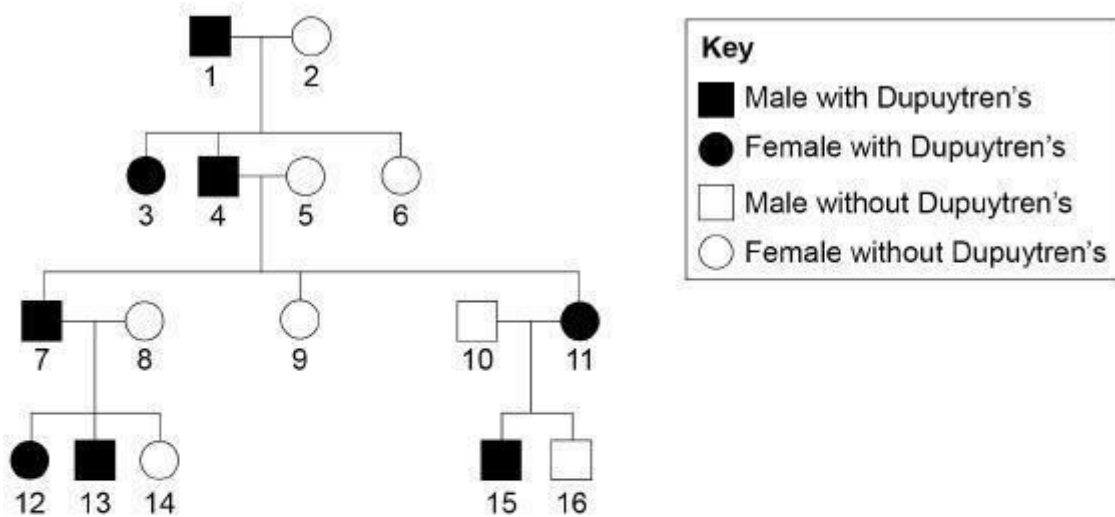 Key
Male with Dupuytren's
Female with Dupuytren's
Male without Dupuytren's
Female without Dupuytren's
1 2
3 4 5 6
7 8 9 10 11
12 13 14 15 16